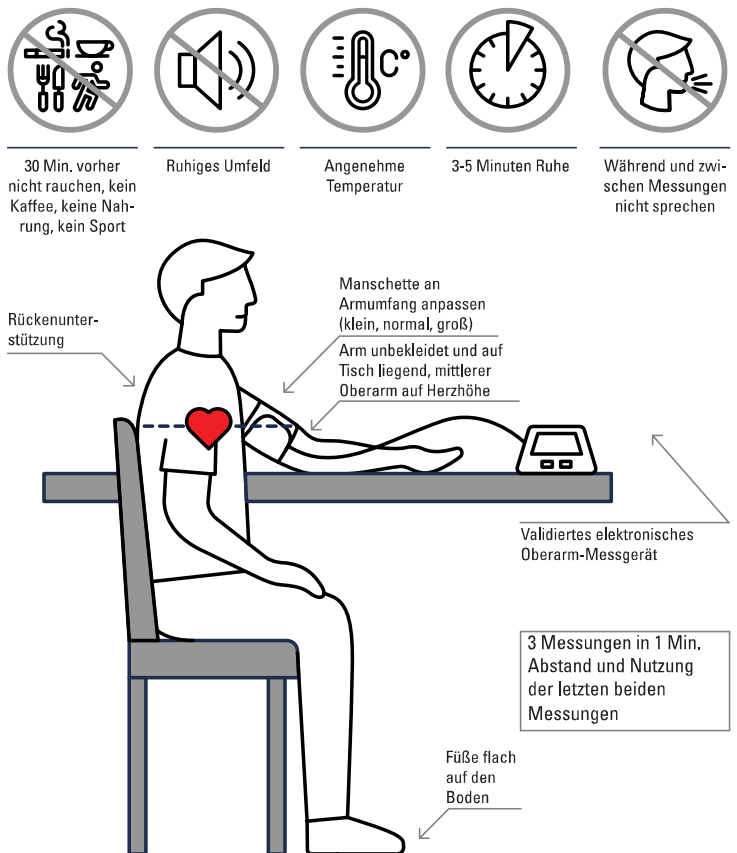 C°
30 Min. vorher
nicht rauchen, kein
Kaffee, keine Nah-
rung, kein Sport
Ruhiges Umfeld
Angenehme
Temperatur
3-5 Minuten Ruhe
Während und zwi-
schen Messungen
nicht sprechen
Rückenunter-
stützung
Manschette an
Armumfang anpassen
(klein, normal, groß)
Arm unbekleidet und auf
Tisch liegend, mittlerer
Oberarm auf Herzhöhe
Validiertes elektronisches
Oberarm-Messgerät
3 Messungen in 1 Min.
Abstand und Nutzung
der letzten beiden
Messungen
Füße flach
auf den
Boden